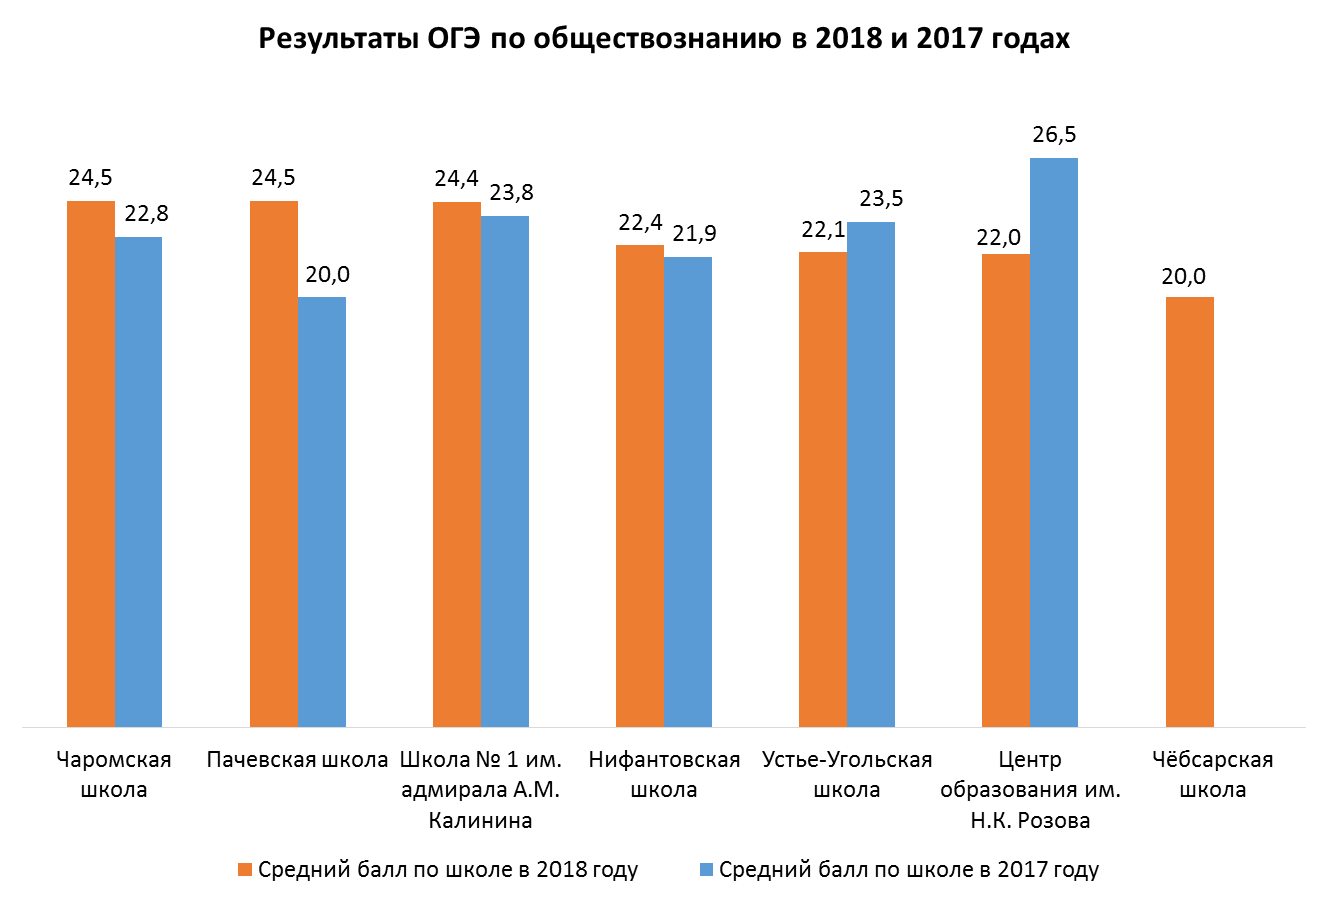 Результаты ОГЭ по обществознанию в 2018 и 2017 годах
26,5
24,5
24,5
24,4
22,8
23,8
23,5
22,4
22,1
21,9
22,0
20,0
20,0
Чаромская
школа
Пачевская школа
Школа № 1 им.
адмирала А.М.
Калинина
Нифантовская
школа
Устье-Угольская
школа
Центр
образования им.
Н.К. Розова
Чёбсарская
школа
Средний балл по школе в 2018 году
Средний балл по школе в 2017 году